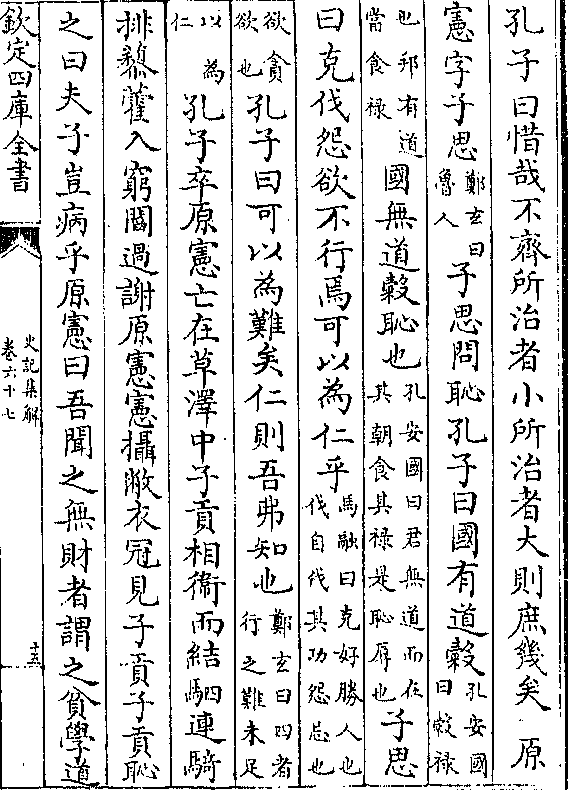 孔子曰惜哉不齊所治者小所治者大則庶幾矣　原
憲字子思鄭玄曰魯人子思問恥孔子曰國有道穀孔安國曰穀禄
也邦有道當食禄國無道穀恥也孔安國曰君無道而在其朝食其禄是恥辱也子思
曰克伐怨欲不行焉可以為仁乎馬融曰克好勝人也伐自伐其功怨忌也
欲貪欲也孔子曰可以為難矣仁則吾弗知也鄭玄曰四者行之難未足
以為仁孔子卒原憲亡在草澤中子貢相衛而結駟連騎
排藜藿入窮閻過謝原憲憲攝敝衣冠見子貢子貢恥
之曰夫子豈病乎原憲曰吾聞之無財者謂之貧學道
欽定四庫全書
史記集解
卷六十七
十五